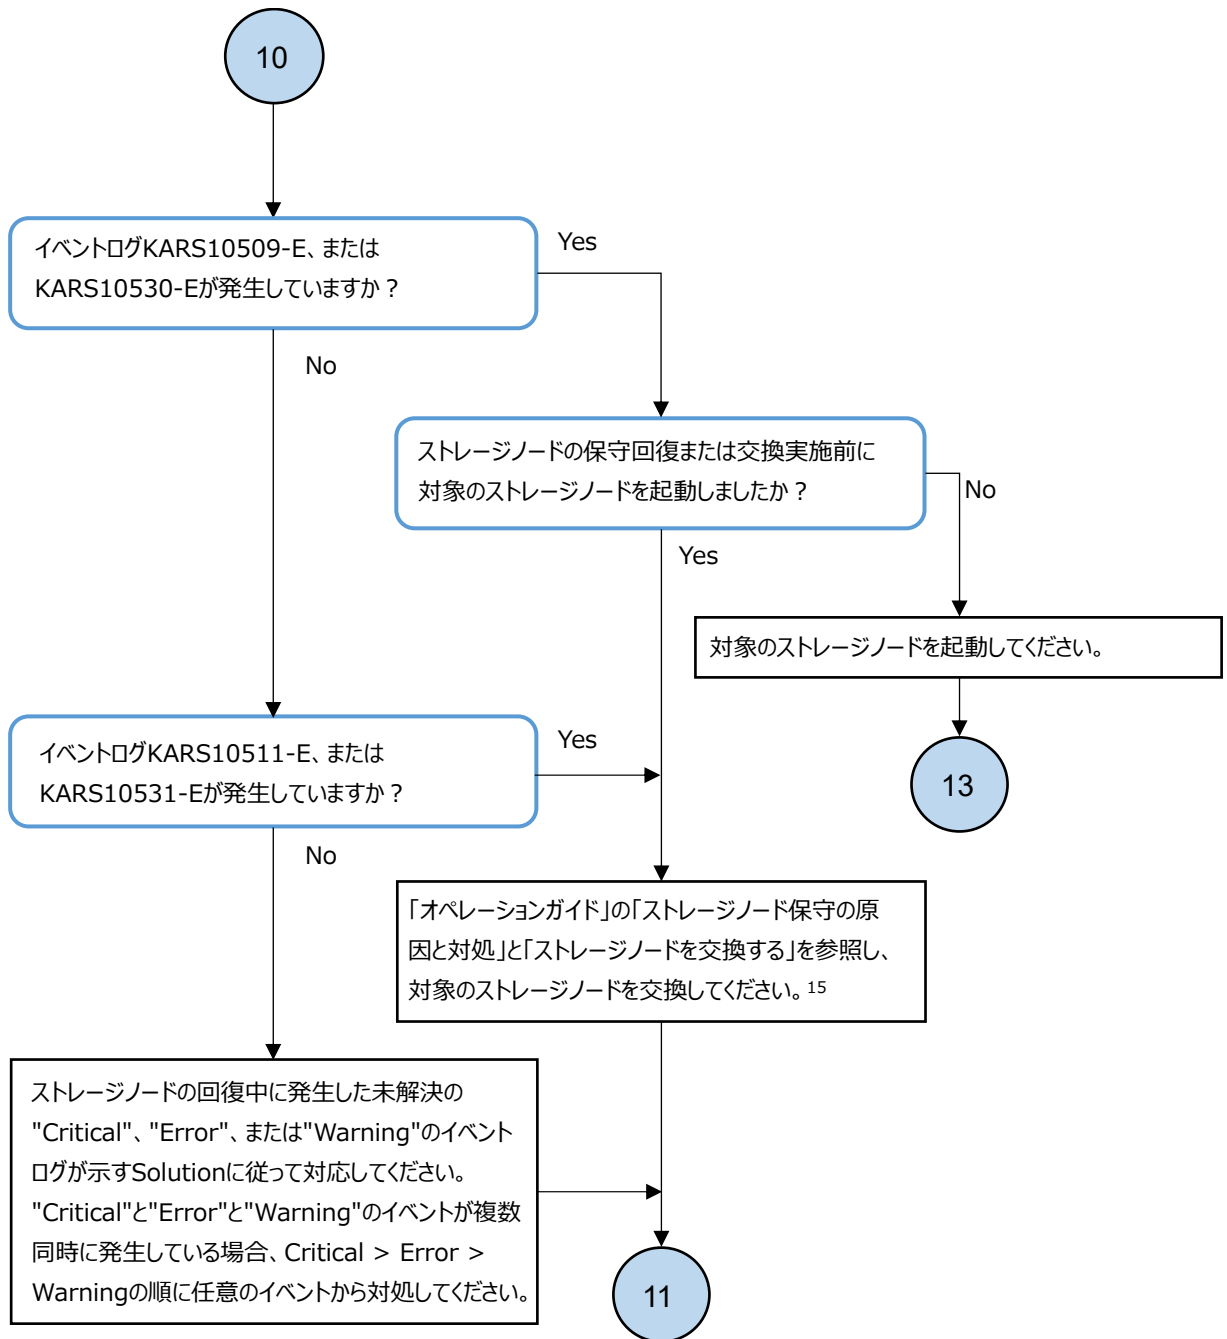 10
イベントログKARS10509-E、または
KARS10530-Eが発生していますか？
Yes
No
ストレージノードの保守回復または交換実施前に
対象のストレージノードを起動しましたか？
No
Yes
対象のストレージノードを起動してください。
13
イベントログKARS10511-E、または
KARS10531-Eが発生していますか？
Yes
No
「オペレーションガイド」の「ストレージノード保守の原
因と対処」と「ストレージノードを交換する」を参照し、
対象のストレージノードを交換してください。15
ストレージノードの回復中に発生した未解決の
"Critical"、"Error"、または"Warning"のイベント
ログが示すSolutionに従って対応してください。
"Critical"と"Error"と"Warning"のイベントが複数
同時に発生している場合、Critical > Error >
Warningの順に任意のイベントから対処してください。
11